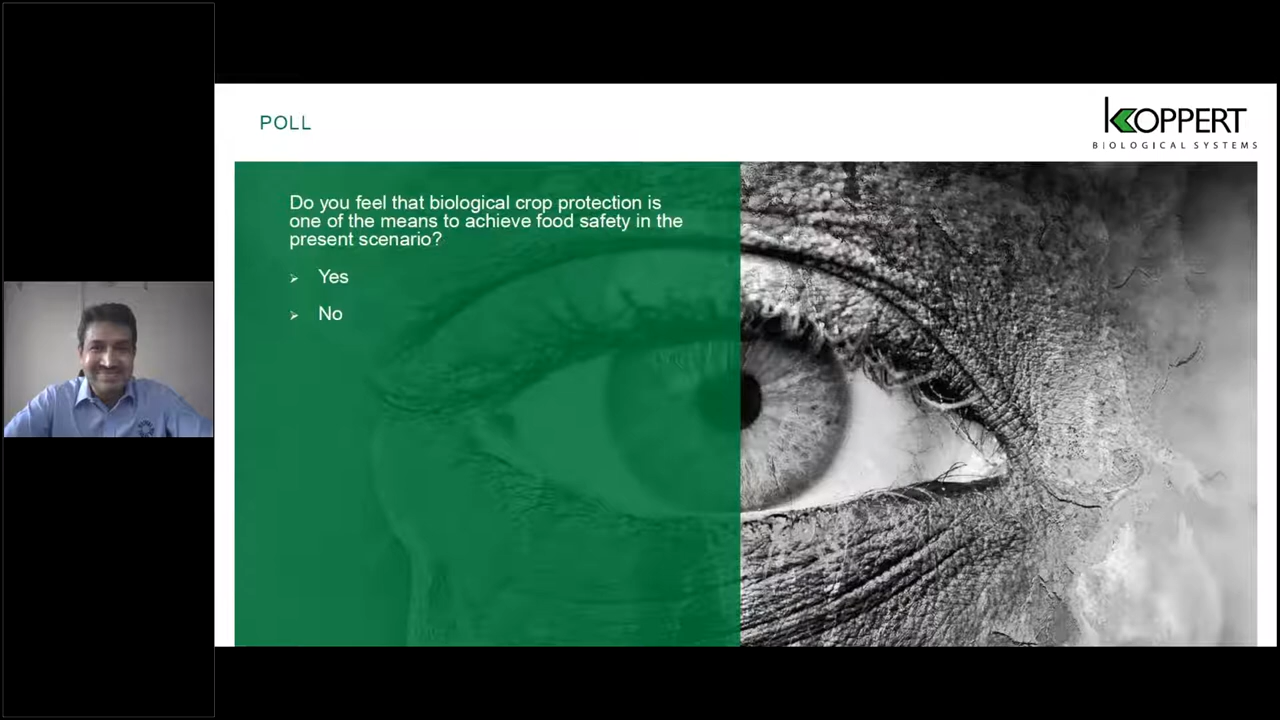 POLL
KOPPERT
BIOLOGICAL SYSTEMS
Do you feel that biological crop protection is
one of the means to achieve food safety in the
present scenario?
Yes
No